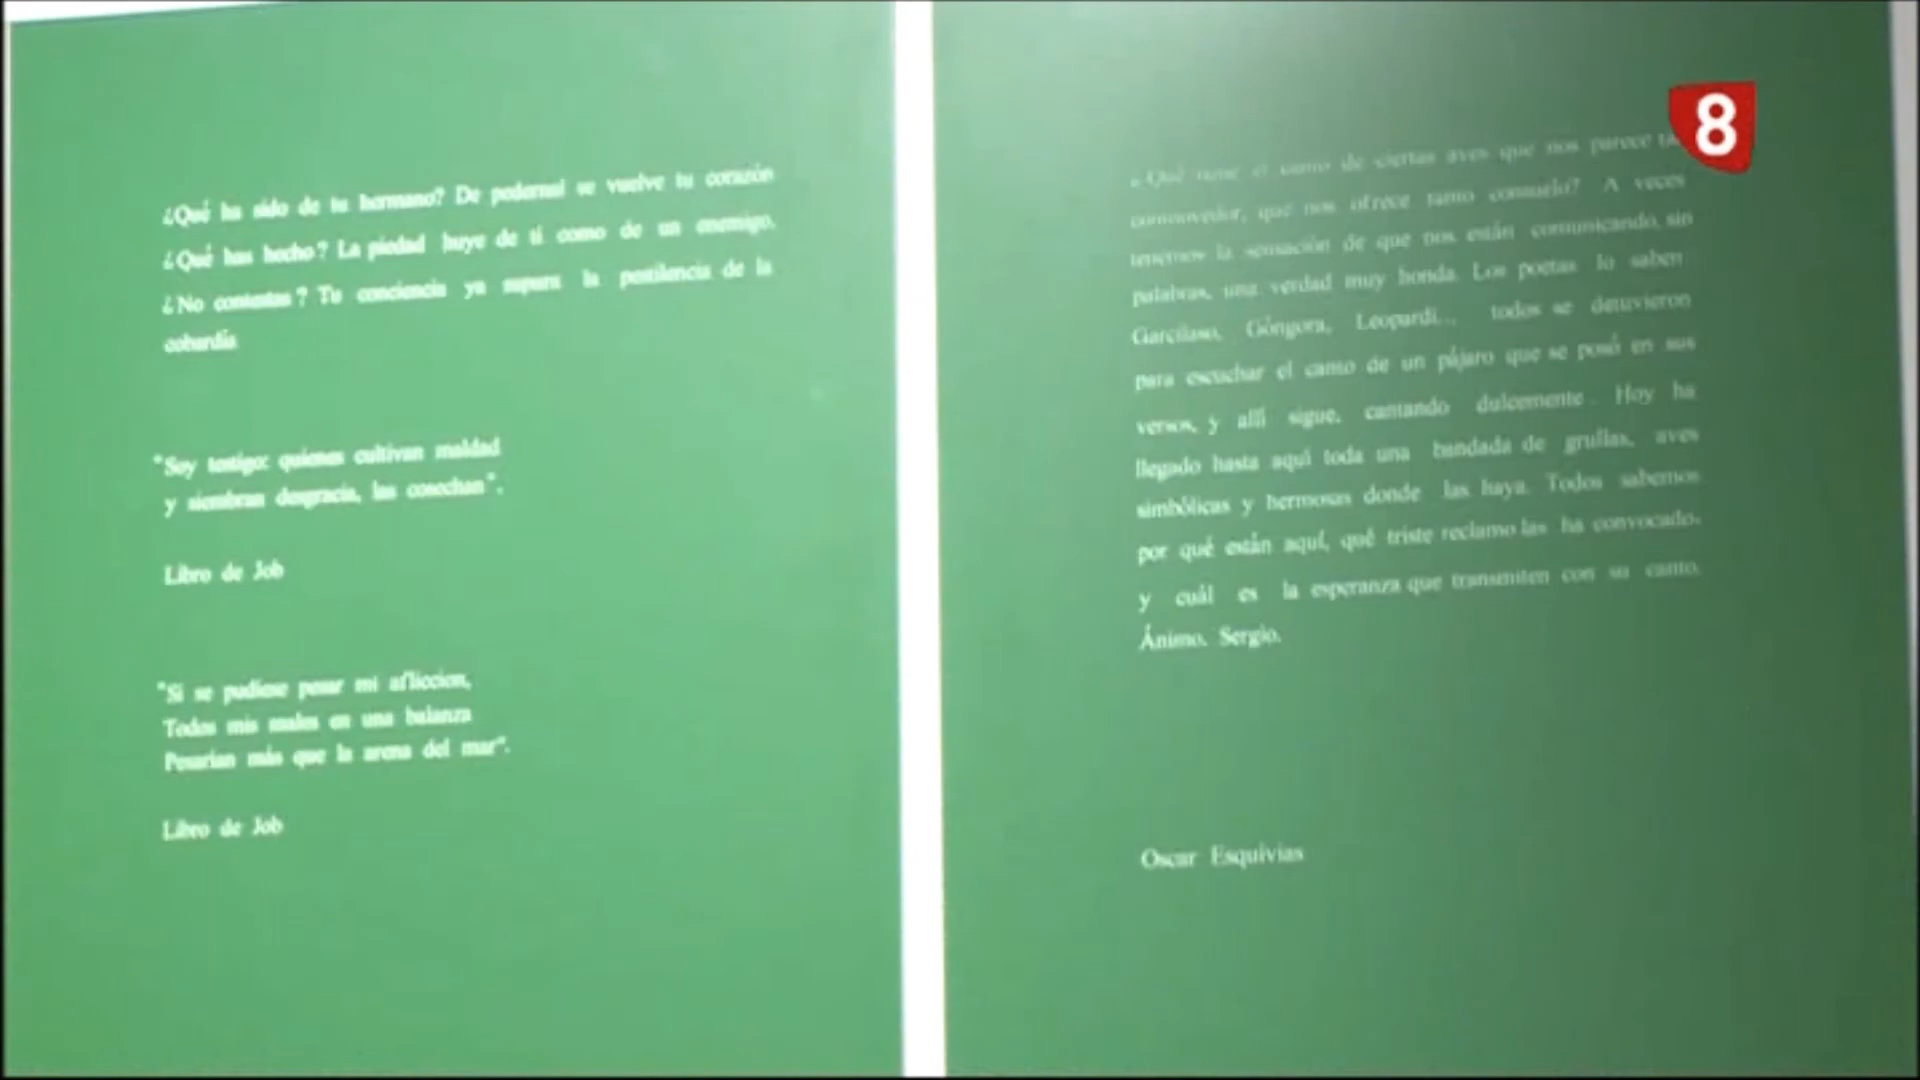 ¿Qué ha sido de tu hermano? De pedernal se vuelve tu corazón
¿Qué has hecho? La piedad huye de ti como de un enemigo.
¿No contestas? Tu conciencia ya supura la pestilencia de la
cobardía
"Soy testigo: quienes cultivan maldad
y siembran desgracia, las cosechan".
Libro de Job
"Si se pudiese pesar mi afliccion,
Todos mis males en una balanza
Pesarían más que la arena del mar".
Libro de Job
8
¿Qué tiene el canto de ciertas aves que nos parece
conmovedor, que nos ofrece tanto consuelo? A veces
tenemos la sensación de que nos están comunicando, sin
palabras, una verdad muy honda. Los poetas lo saben
Garcilaso, Góngora, Leopardi... todos se detuvieron
para escuchar el canto de un pájaro que se posó en sus
versos, y allí sigue, cantando dulcemente. Hoy ha
llegado hasta aquí toda una bandada de grullas, aves
simbólicas y hermosas donde las haya. Todos sabemos
por qué están aquí, qué triste reclamo las ha convocado,
y cuál es la esperanza que transmiten con su canto.
Ánimo, Sergio.
Oscar Esquivias